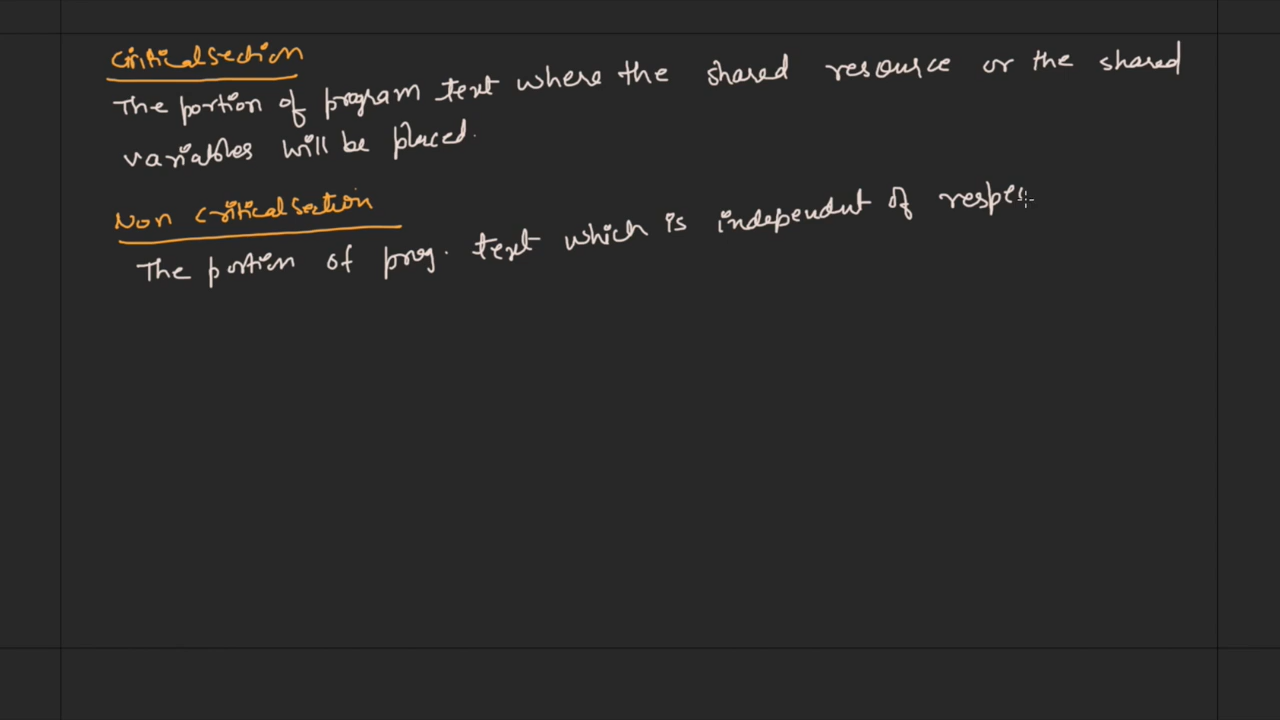 Critical Section
The portion of program text where the shared resource or the shared
variables will be placed.
Non Critical Section
The portion of prog. text which is independent of respec